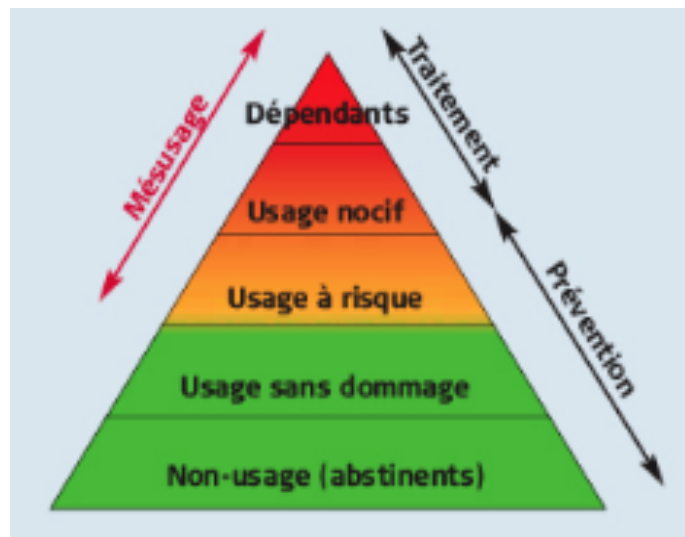 Mésusage
Traitement
Dépendants
Usage nocif
Usage à risque
Prévention
Usage sans dommage
Non-usage (abstinents)